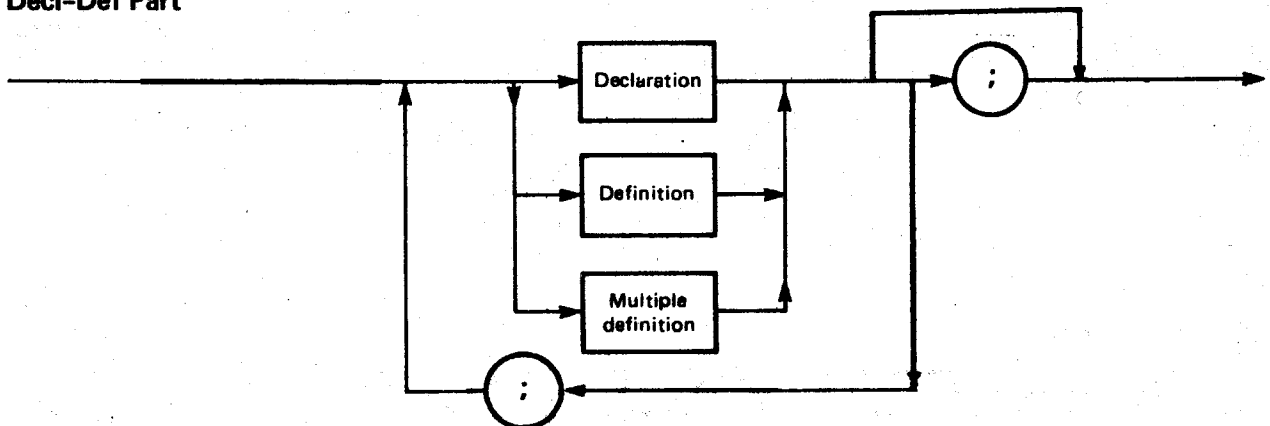 Decl-Def Part
Declaration
;
Definition
Multiple
definition
;